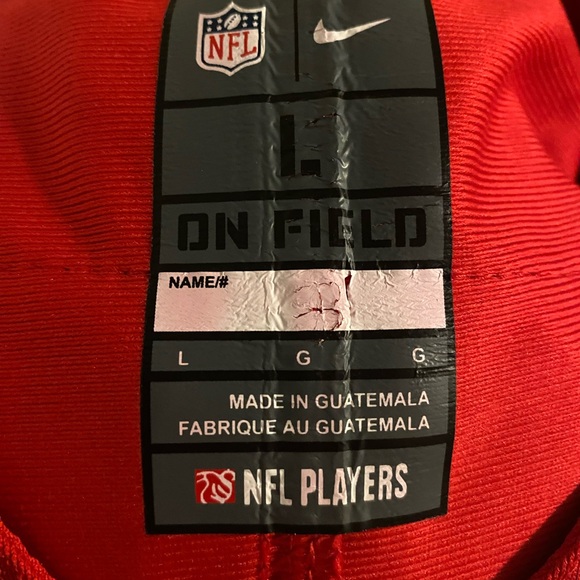 NFL
L
ON FIELD
NAME/#
L G G
MADE IN GUATEMALA
FABRIQUE AU GUATEMALA
NFL PLAYERS